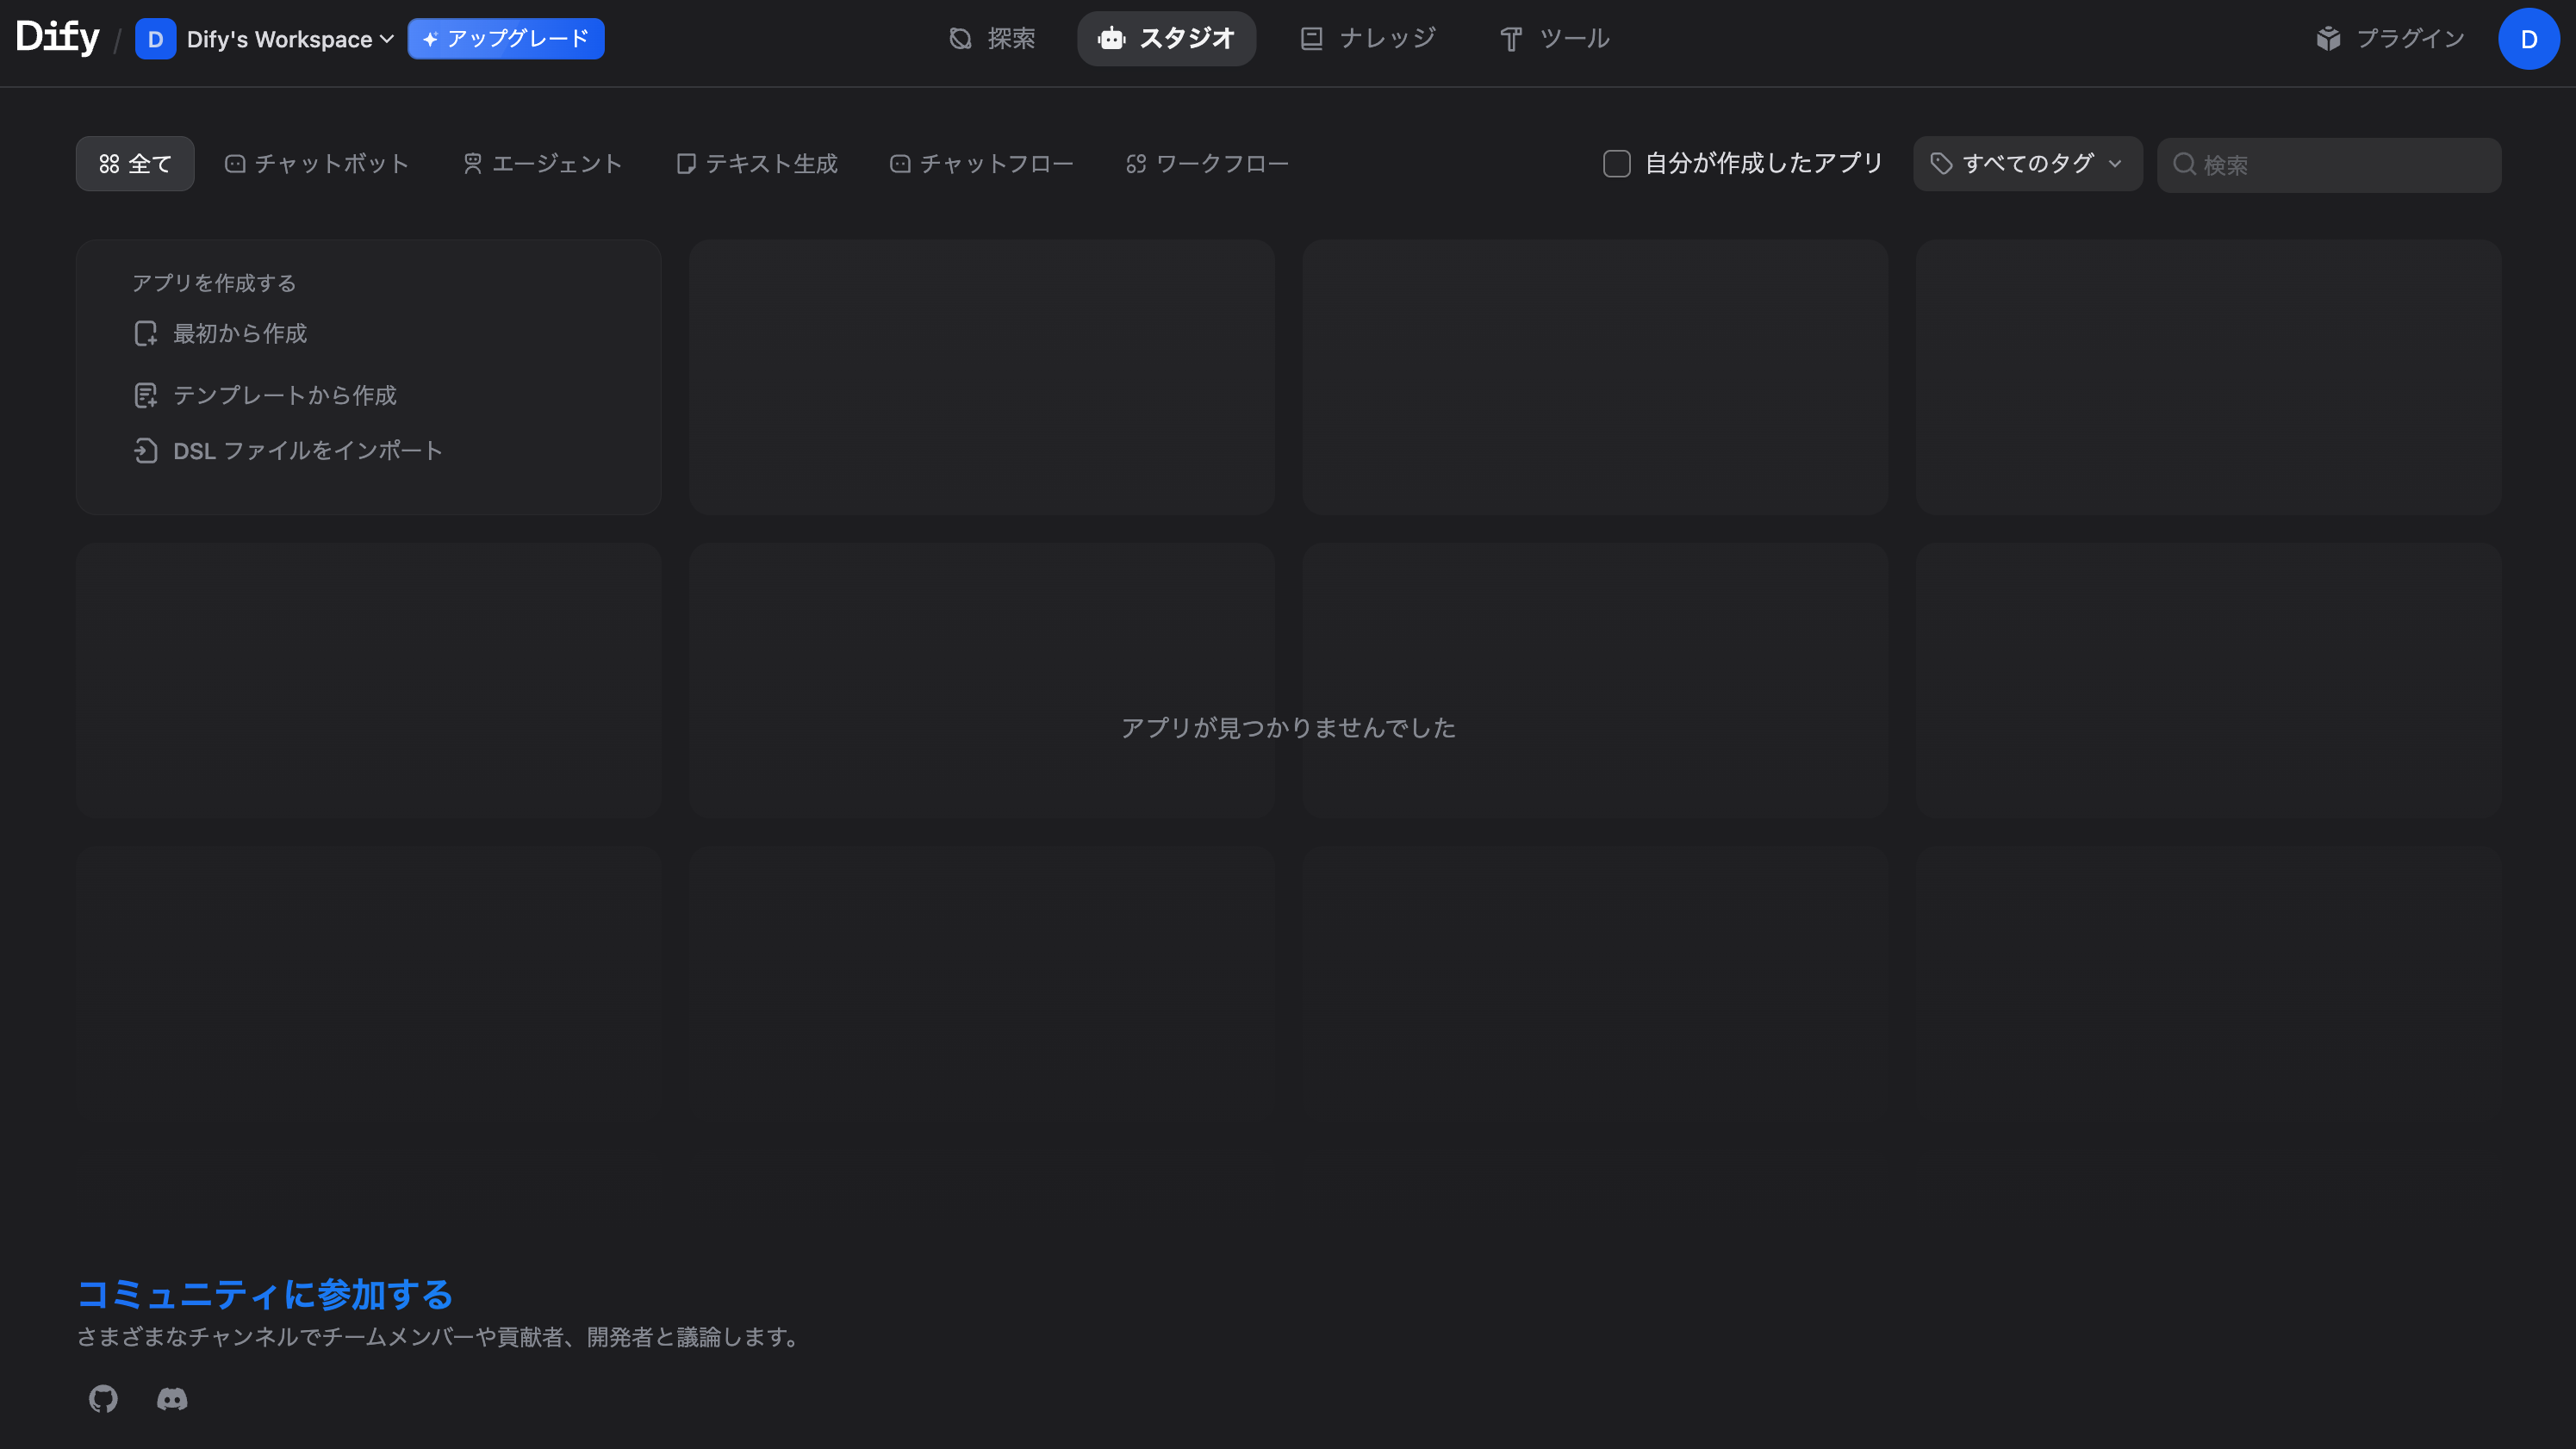 Dify / D Dify's Workspace アップグレード 探索 スタジオ ナレッジ ツール プラグイン D
全て チャットボット エージェント テキスト生成 チャットフロー ワークフロー 自分が作成したアプリ すべてのタグ 検索
アプリを作成する
最初から作成
テンプレートから作成
DSL ファイルをインポート
アプリが見つかりませんでした
コミュニティに参加する
さまざまなチャンネルでチームメンバーや貢献者、開発者と議論します。